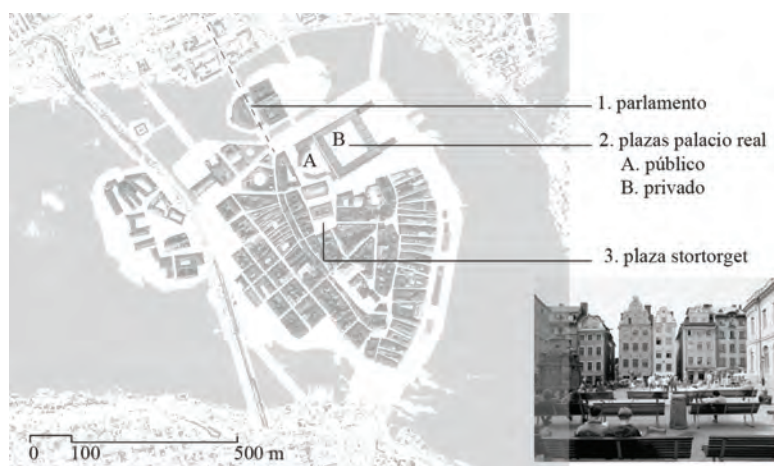 1. parlamento
B
2. plazas palacio real
A
A. público
B. privado
3. plaza stortorget
0 100 500 m